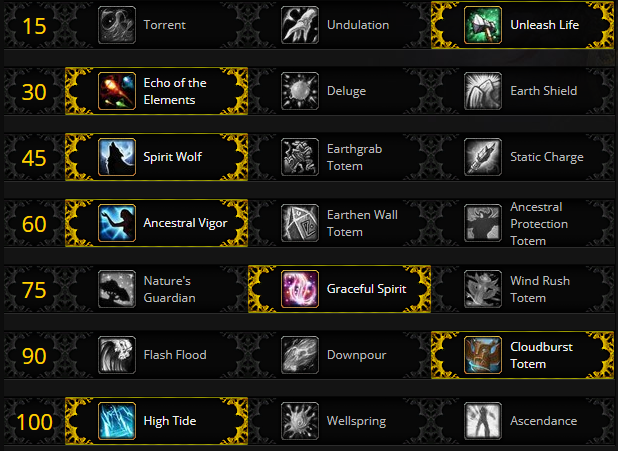 15 Torrent Undulation Unleash Life
30 Echo of the Elements Deluge Earth Shield
45 Spirit Wolf Earthgrab Totem Static Charge
60 Ancestral Vigor Earthen Wall Totem Ancestral Protection Totem
75 Nature's Guardian Graceful Spirit Wind Rush Totem
90 Flash Flood Downpour Cloudburst Totem
100 High Tide Wellspring Ascendance